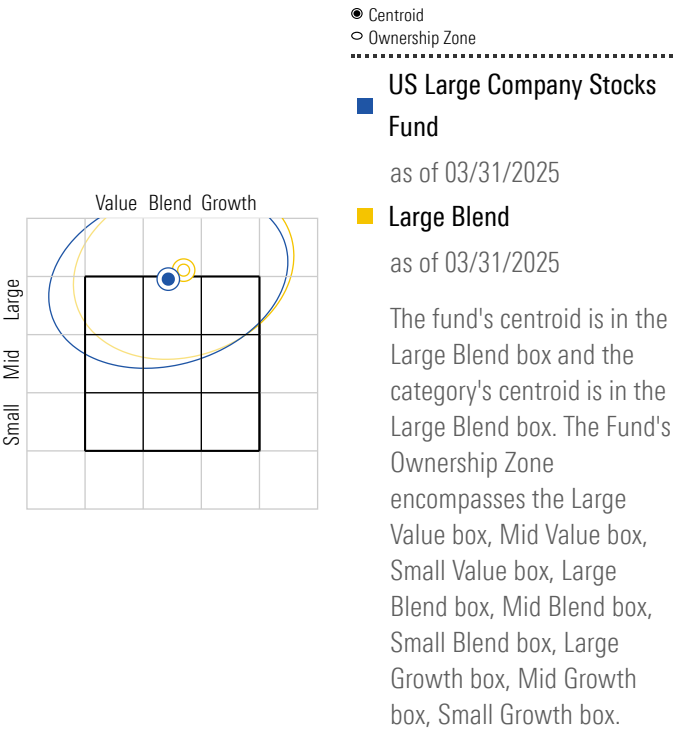 Centroid
Ownership Zone
US Large Company Stocks
Fund
as of 03/31/2025
Large Blend
as of 03/31/2025
The fund's centroid is in the
Large Blend box and the
category's centroid is in the
Large Blend box. The Fund's
Ownership Zone
encompasses the Large
Value box, Mid Value box,
Small Value box, Large
Blend box, Mid Blend box,
Small Blend box, Large
Growth box, Mid Growth
box, Small Growth box.
Value Blend Growth
Large
Mid
Small